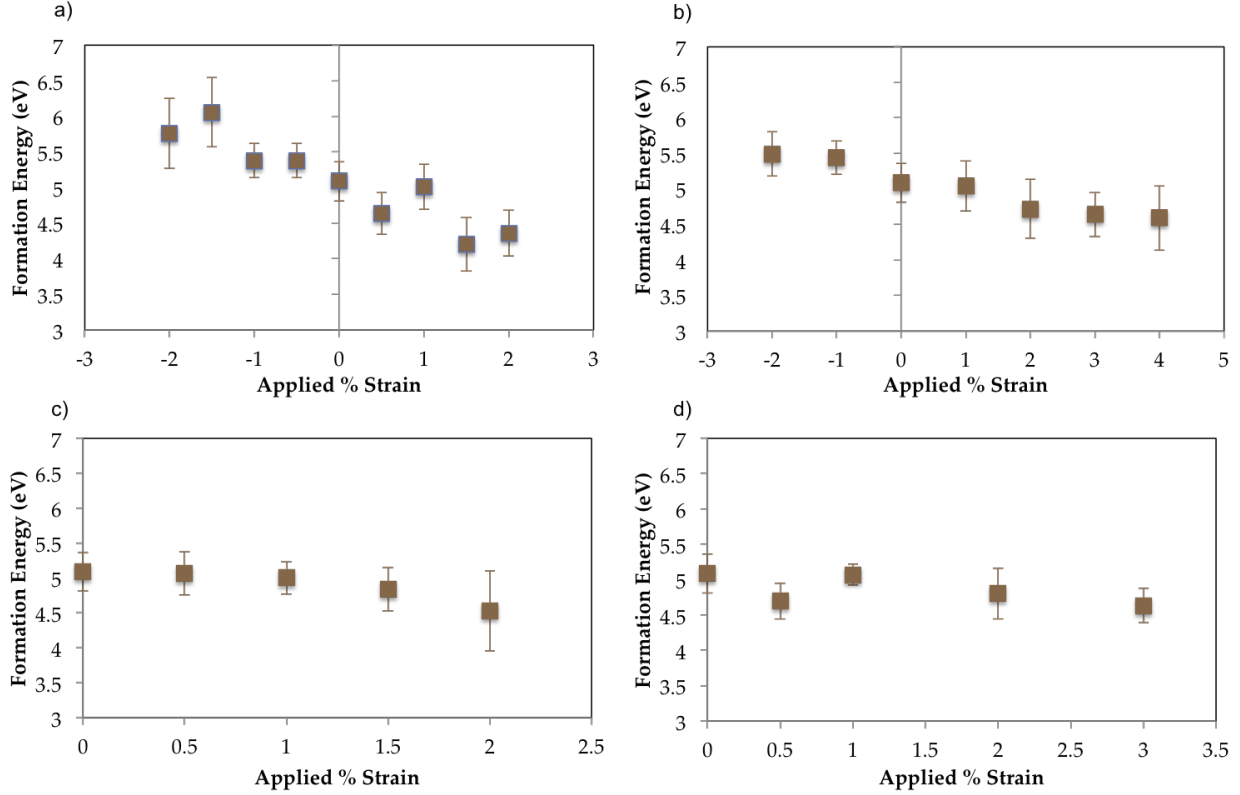 a)
7
6.5
6
5.5
5
4.5
4
3.5
3
Formation Energy (eV)
-3 -2 -1 0 1 2 3
Applied % Strain
b)
7
6.5
6
5.5
5
4.5
4
3.5
3
Formation Energy (eV)
-3 -2 -1 0 1 2 3 4 5
Applied % Strain
c)
7
6.5
6
5.5
5
4.5
4
3.5
3
Formation Energy (eV)
0 0.5 1 1.5 2 2.5
Applied % Strain
d)
7
6.5
6
5.5
5
4.5
4
3.5
3
Formation Energy (eV)
0 0.5 1 1.5 2 2.5 3 3.5
Applied % Strain